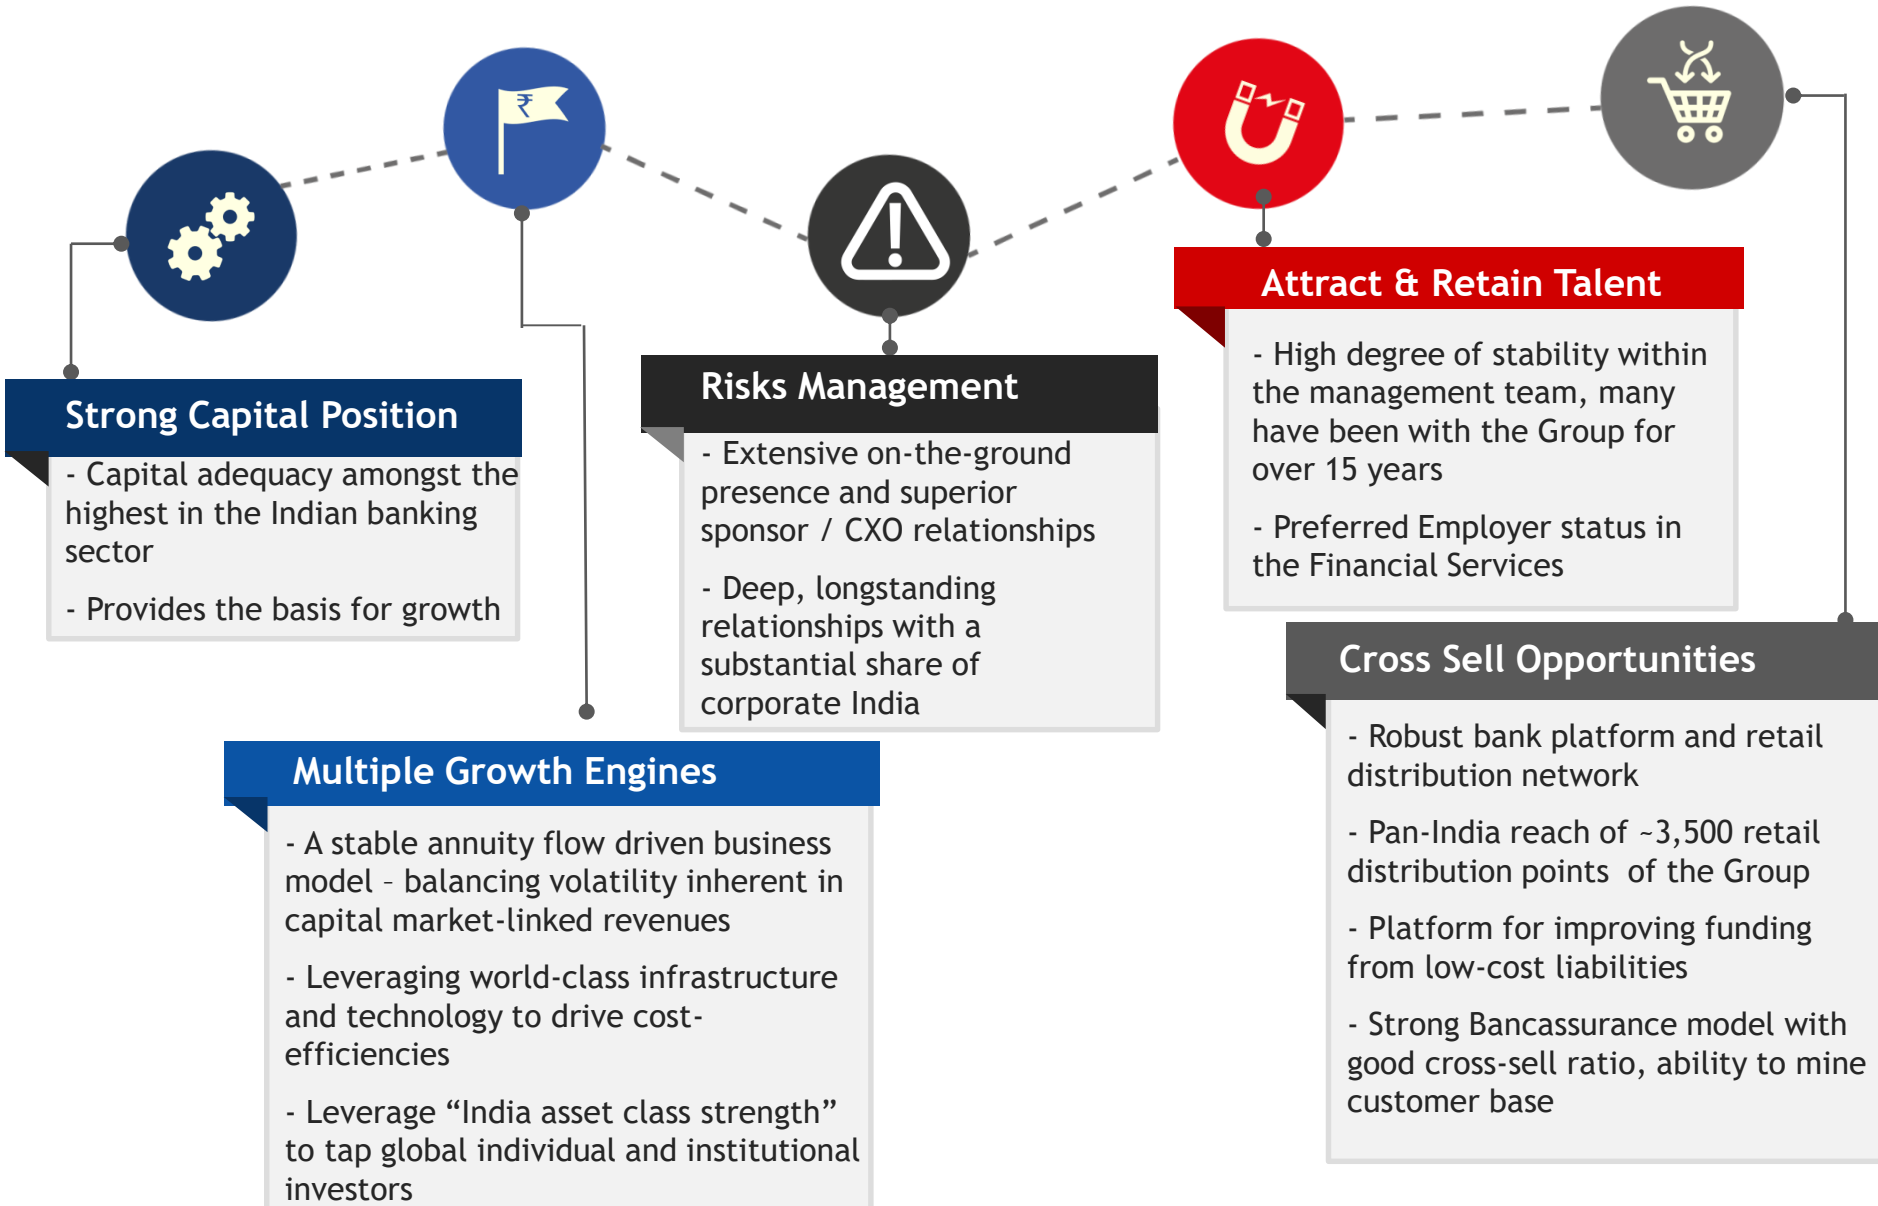 ₹
Strong Capital Position
- Capital adequacy amongst the
highest in the Indian banking
sector
- Provides the basis for growth
Multiple Growth Engines
- A stable annuity flow driven business
model – balancing volatility inherent in
capital market-linked revenues
- Leveraging world-class infrastructure
and technology to drive cost-
efficiencies
- Leverage “India asset class strength”
to tap global individual and institutional
investors
Risks Management
- Extensive on-the-ground
presence and superior
sponsor / CXO relationships
- Deep, longstanding
relationships with a
substantial share of
corporate India
Attract & Retain Talent
- High degree of stability within
the management team, many
have been with the Group for
over 15 years
- Preferred Employer status in
the Financial Services
Cross Sell Opportunities
- Robust bank platform and retail
distribution network
- Pan-India reach of ~3,500 retail
distribution points of the Group
- Platform for improving funding
from low-cost liabilities
- Strong Bancassurance model with
good cross-sell ratio, ability to mine
customer base